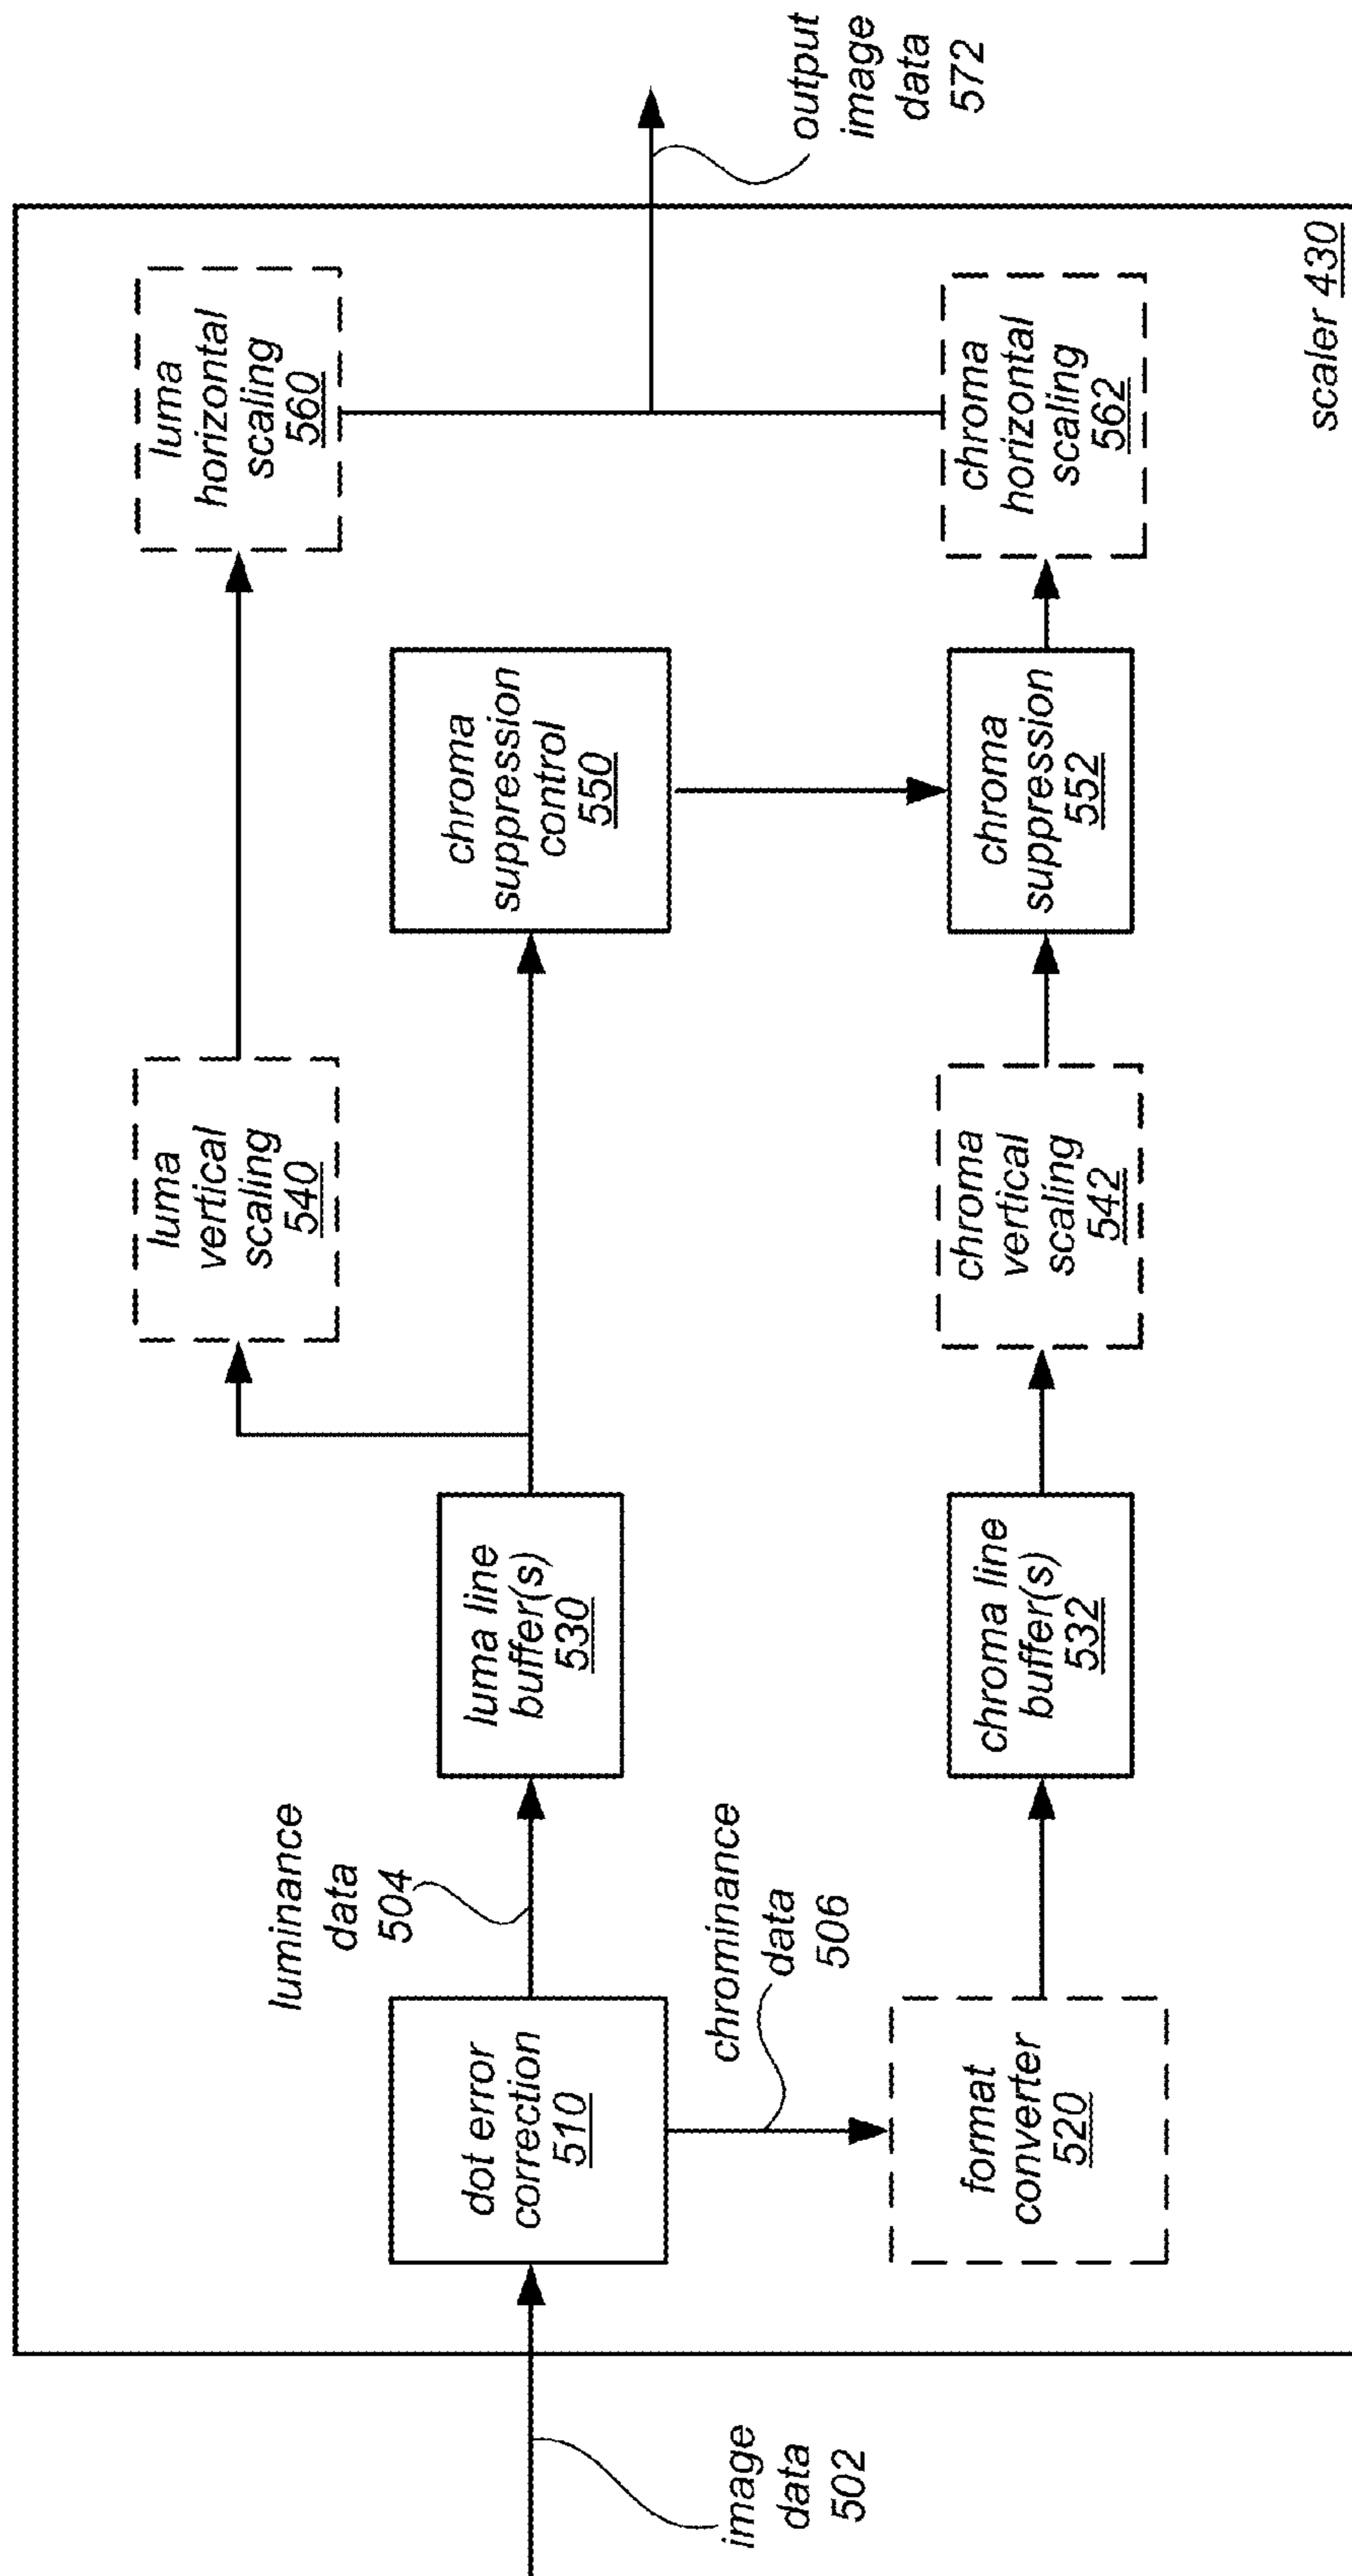 image
data
502
dot error
correction
510
luminance
data
504
chrominance
data
506
format
converter
520
luma line
buffer(s)
530
chroma line
buffer(s)
532
luma
vertical
scaling
540
chroma
vertical
scaling
542
chroma
suppression
control
550
chroma
suppression
552
luma
horizontal
scaling
560
chroma
horizontal
scaling
562
output
image
data
572
scaler 430